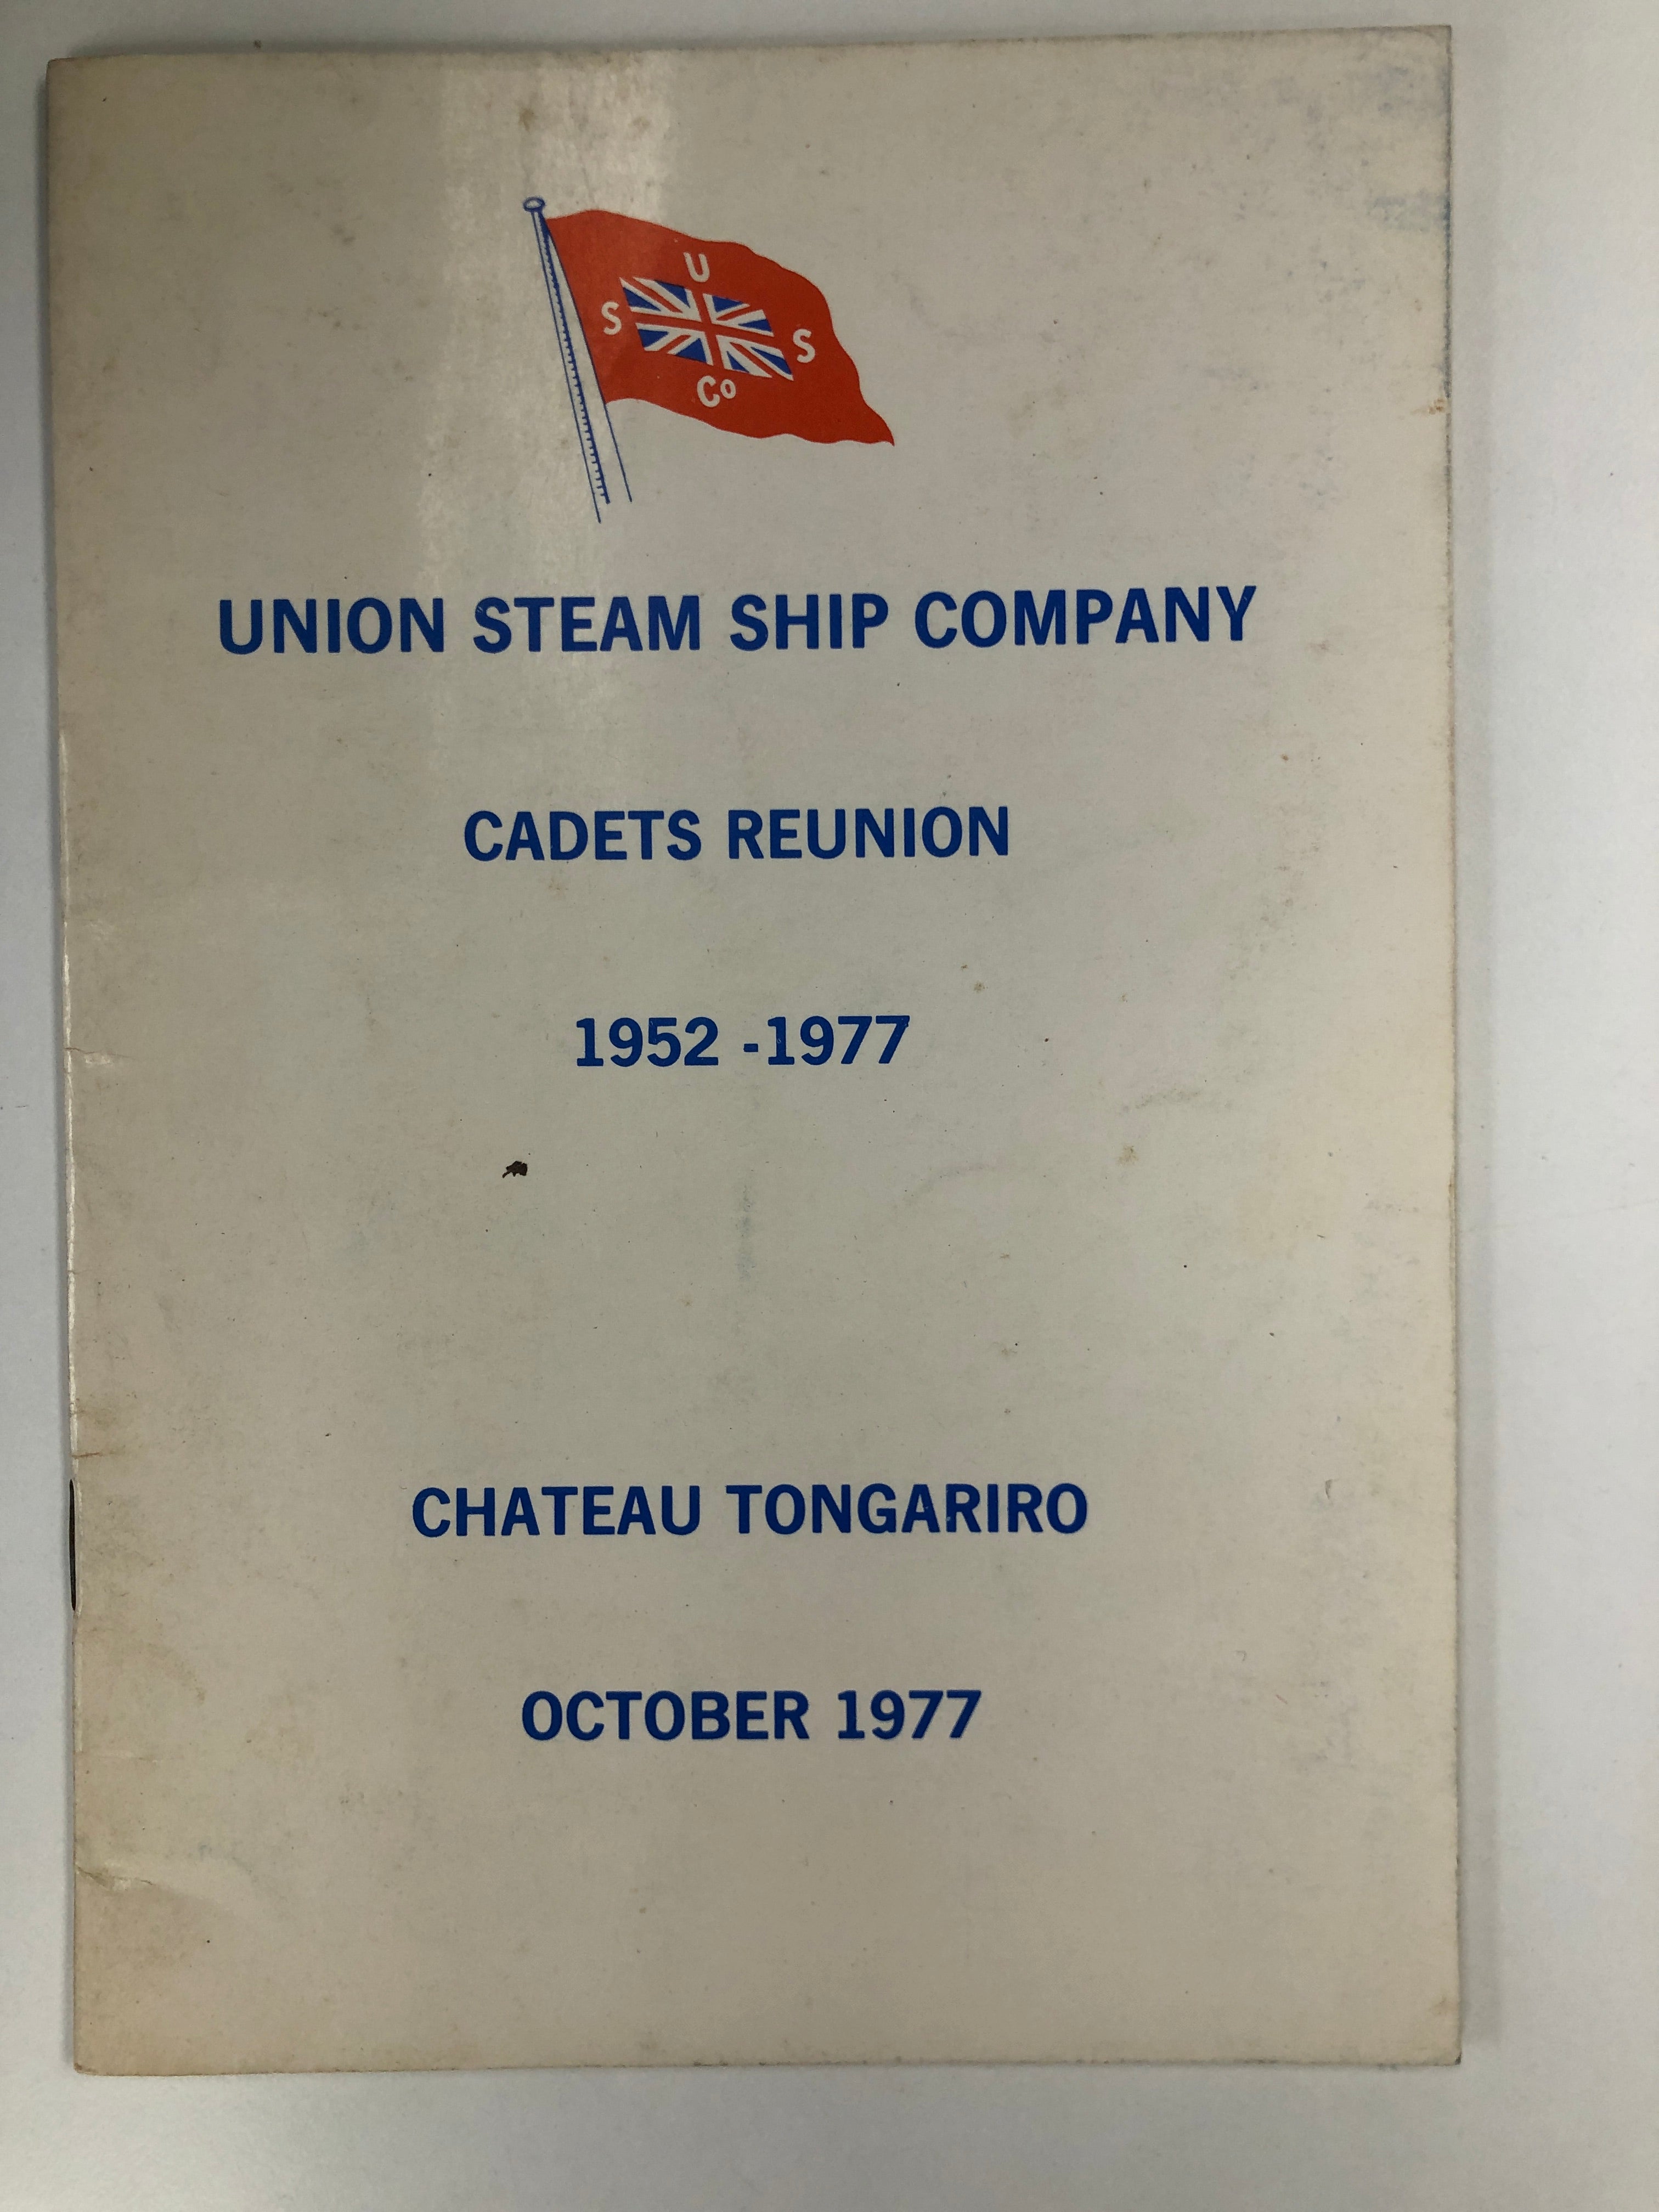 U
S S
Co
UNION STEAM SHIP COMPANY
CADETS REUNION
1952 -1977
CHATEAU TONGARIRO
OCTOBER 1977